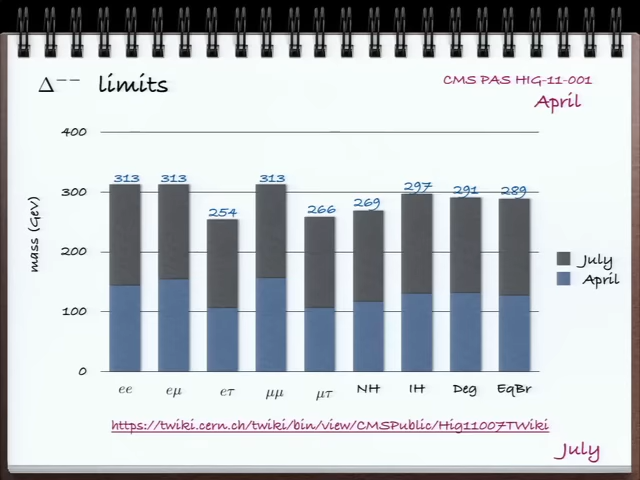 Δ−− limits
CMS PAS HIG-11-001
April
mass (GeV)
400
300
200
100
0
313
313
254
313
266
269
297
291
289
July
April
ee
eμ
eτ
μμ
μτ
NH
IH
Deg
EqBr
https://twiki.cern.ch/twiki/bin/view/CMSPublic/Hig11007TWiki
July